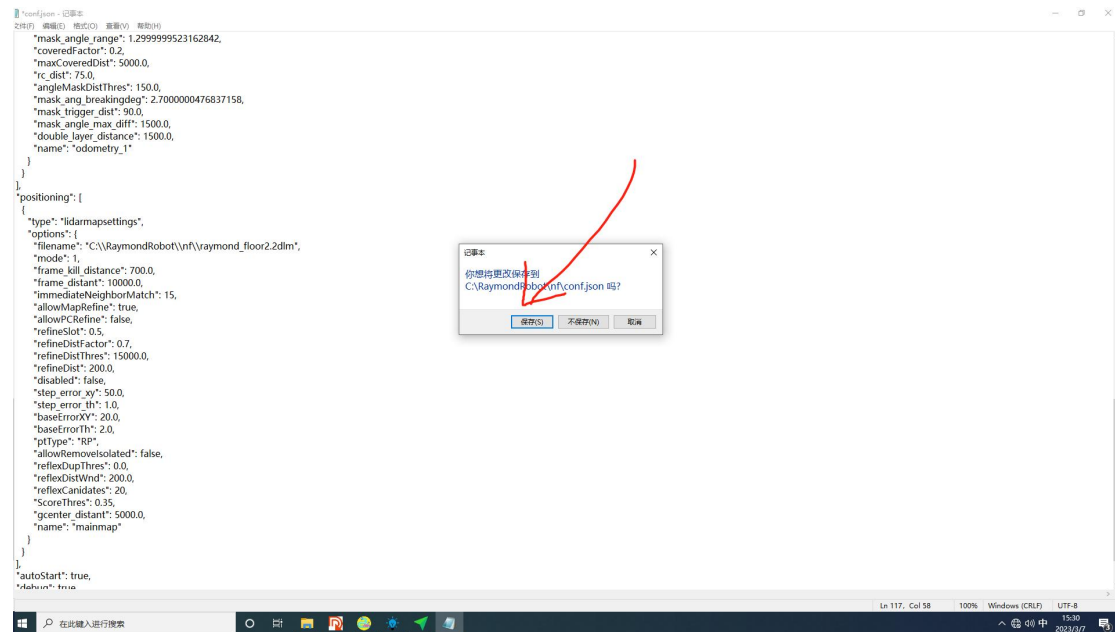 *conf.json - 记事本
文件(F) 编辑(E) 格式(O) 查看(V) 帮助(H)
"mask_angle_range": 1.2999999523162842,
"coveredFactor": 0.2,
"maxCoveredDist": 5000.0,
"rc_dist": 75.0,
"angleMaskDistThres": 150.0,
"mask_ang_breakingdeg": 2.7000000476837158,
"mask_trigger_dist": 90.0,
"mask_angle_max_diff": 1500.0,
"double_layer_distance": 1500.0,
"name": "odometry_1"
}
}
],
"positioning": [
{
"type": "lidarmapsettings",
"options": {
"filename": "C:\\RaymondRobot\\nf\\raymond_floor2.2dlm",
"mode": 1,
"frame_kill_distance": 700.0,
"frame_distant": 10000.0,
"immediateNeighborMatch": 15,
"allowMapRefine": true,
"allowPCRefine": false,
"refineSlot": 0.5,
"refineDistFactor": 0.7,
"refineDistThres": 15000.0,
"refineDist": 200.0,
"disabled": false,
"step_error_xy": 50.0,
"step_error_th": 1.0,
"baseErrorXY": 20.0,
"baseErrorTh": 2.0,
"ptType": "RP",
"allowRemoveIsolated": false,
"reflexDupThres": 0.0,
"reflexDistWnd": 200.0,
"reflexCanidates": 20,
"ScoreThres": 0.35,
"gcenter_distant": 5000.0,
"name": "mainmap"
}
}
],
"autoStart": true,
"debug": true
记事本
你想将更改保存到
C:\RaymondRobot\nf\conf.json 吗?
保存(S) 不保存(N) 取消
Ln 117, Col 58 100% Windows (CRLF) UTF-8
在此键入进行搜索
中 15:30
2023/3/7